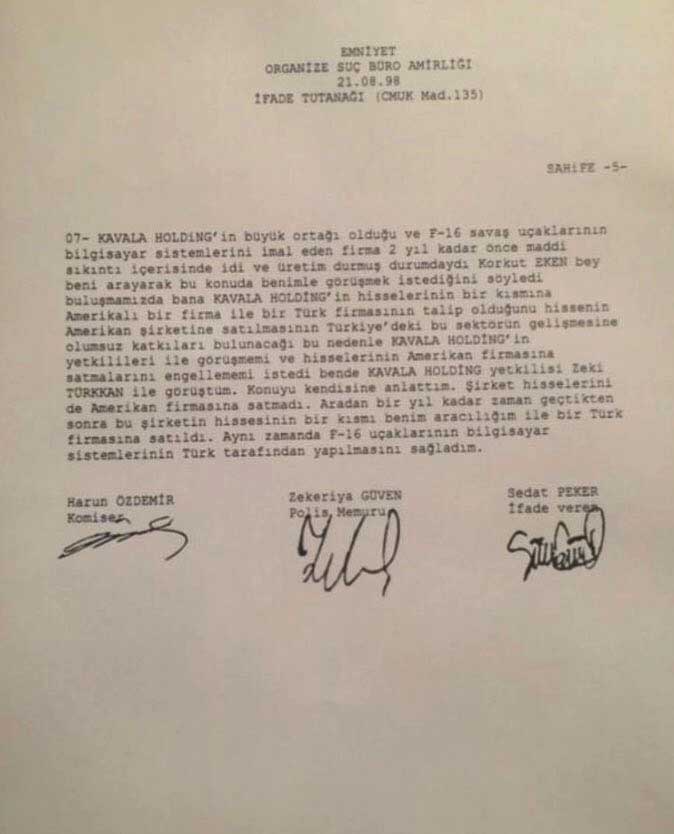 EMNİYET
ORGANİZE SUÇ BÜRO AMİRLİĞİ
21.08.98
İFADE TUTANAĞI (CMUK Mad.135)
SAHİFE -5-
07- KAVALA HOLDİNG'in büyük ortağı olduğu ve F-16 savaş uçaklarının
bilgisayar sistemlerini imal eden firma 2 yıl kadar önce maddi
sıkıntı içerisinde idi ve üretim durmuş durumdaydı Korkut EKEN bey
beni arayarak bu konuda benimle görüşmek istediğini söyledi
buluşmamızda bana KAVALA HOLDİNG'in hisselerinin bir kısmına
Amerikalı bir firma ile bir Türk firmasının talip olduğunu hissenin
Amerikan şirketine satılmasının Türkiye'deki bu sektörün gelişmesine
olumsuz katkıları bulunacağı bu nedenle KAVALA HOLDİNG'in
yetkilileri ile görüşmemi ve hisselerinin Amerikan firmasına
satmalarını engellememi istedi bende KAVALA HOLDİNG yetkilisi Zeki
TÜRKKAN ile görüştüm. Konuyu kendisine anlattım. Şirket hisselerini
de Amerikan firmasına satmadı. Aradan bir yıl kadar zaman geçtikten
sonra bu şirketin hissesinin bir kısmı benim aracılığım ile bir Türk
firmasına satıldı. Aynı zamanda F-16 uçaklarının bilgisayar
sistemlerinin Türk tarafından yapılmasını sağladım.
Harun ÖZDEMİR Zekeriya GÜVEN Sedat PEKER
Komiser Polis Memuru İfade veren